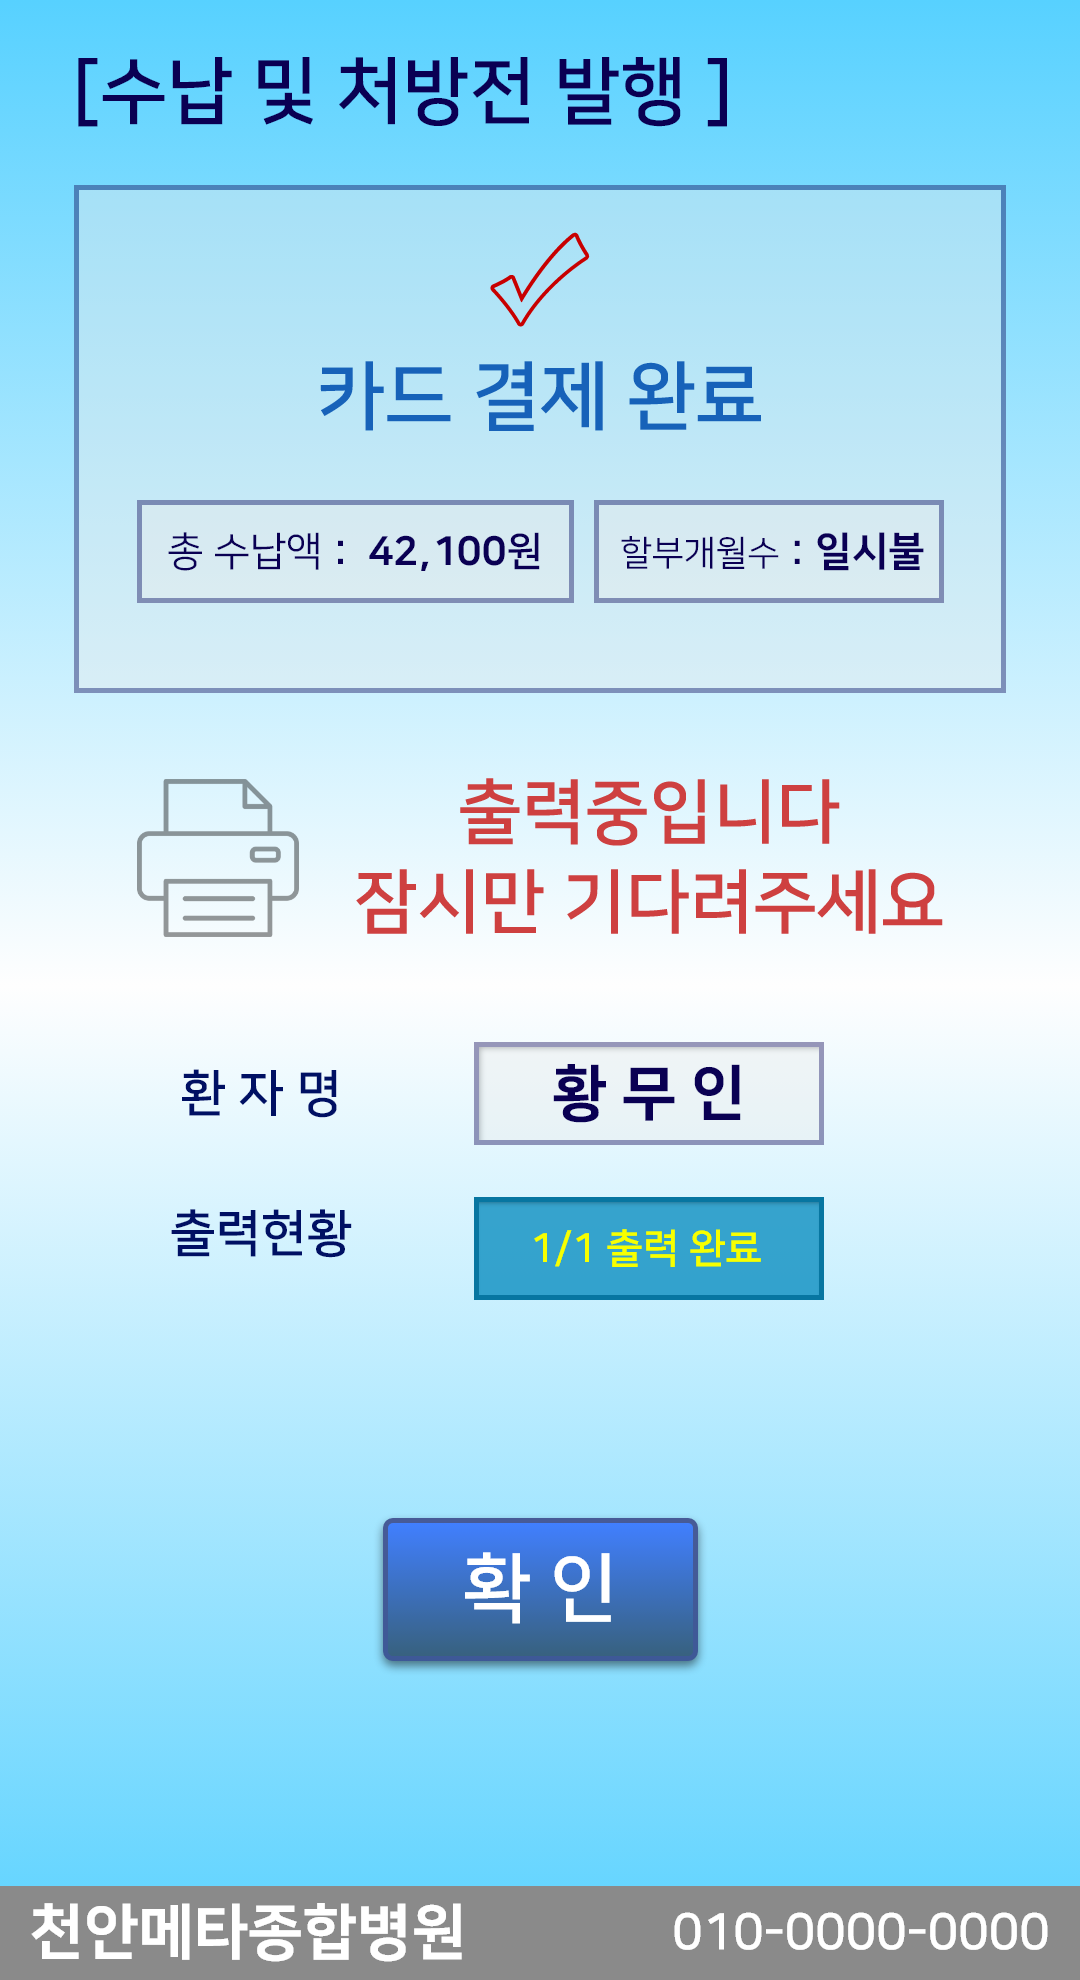 [수납 및 처방전 발행 ]
카드 결제 완료
총 수납액 : 42,100원
할부개월수 : 일시불
출력중입니다
잠시만 기다려주세요
환 자 명
황 무 인
출력현황
1/1 출력 완료
확 인
천안메타종합병원
010-0000-0000